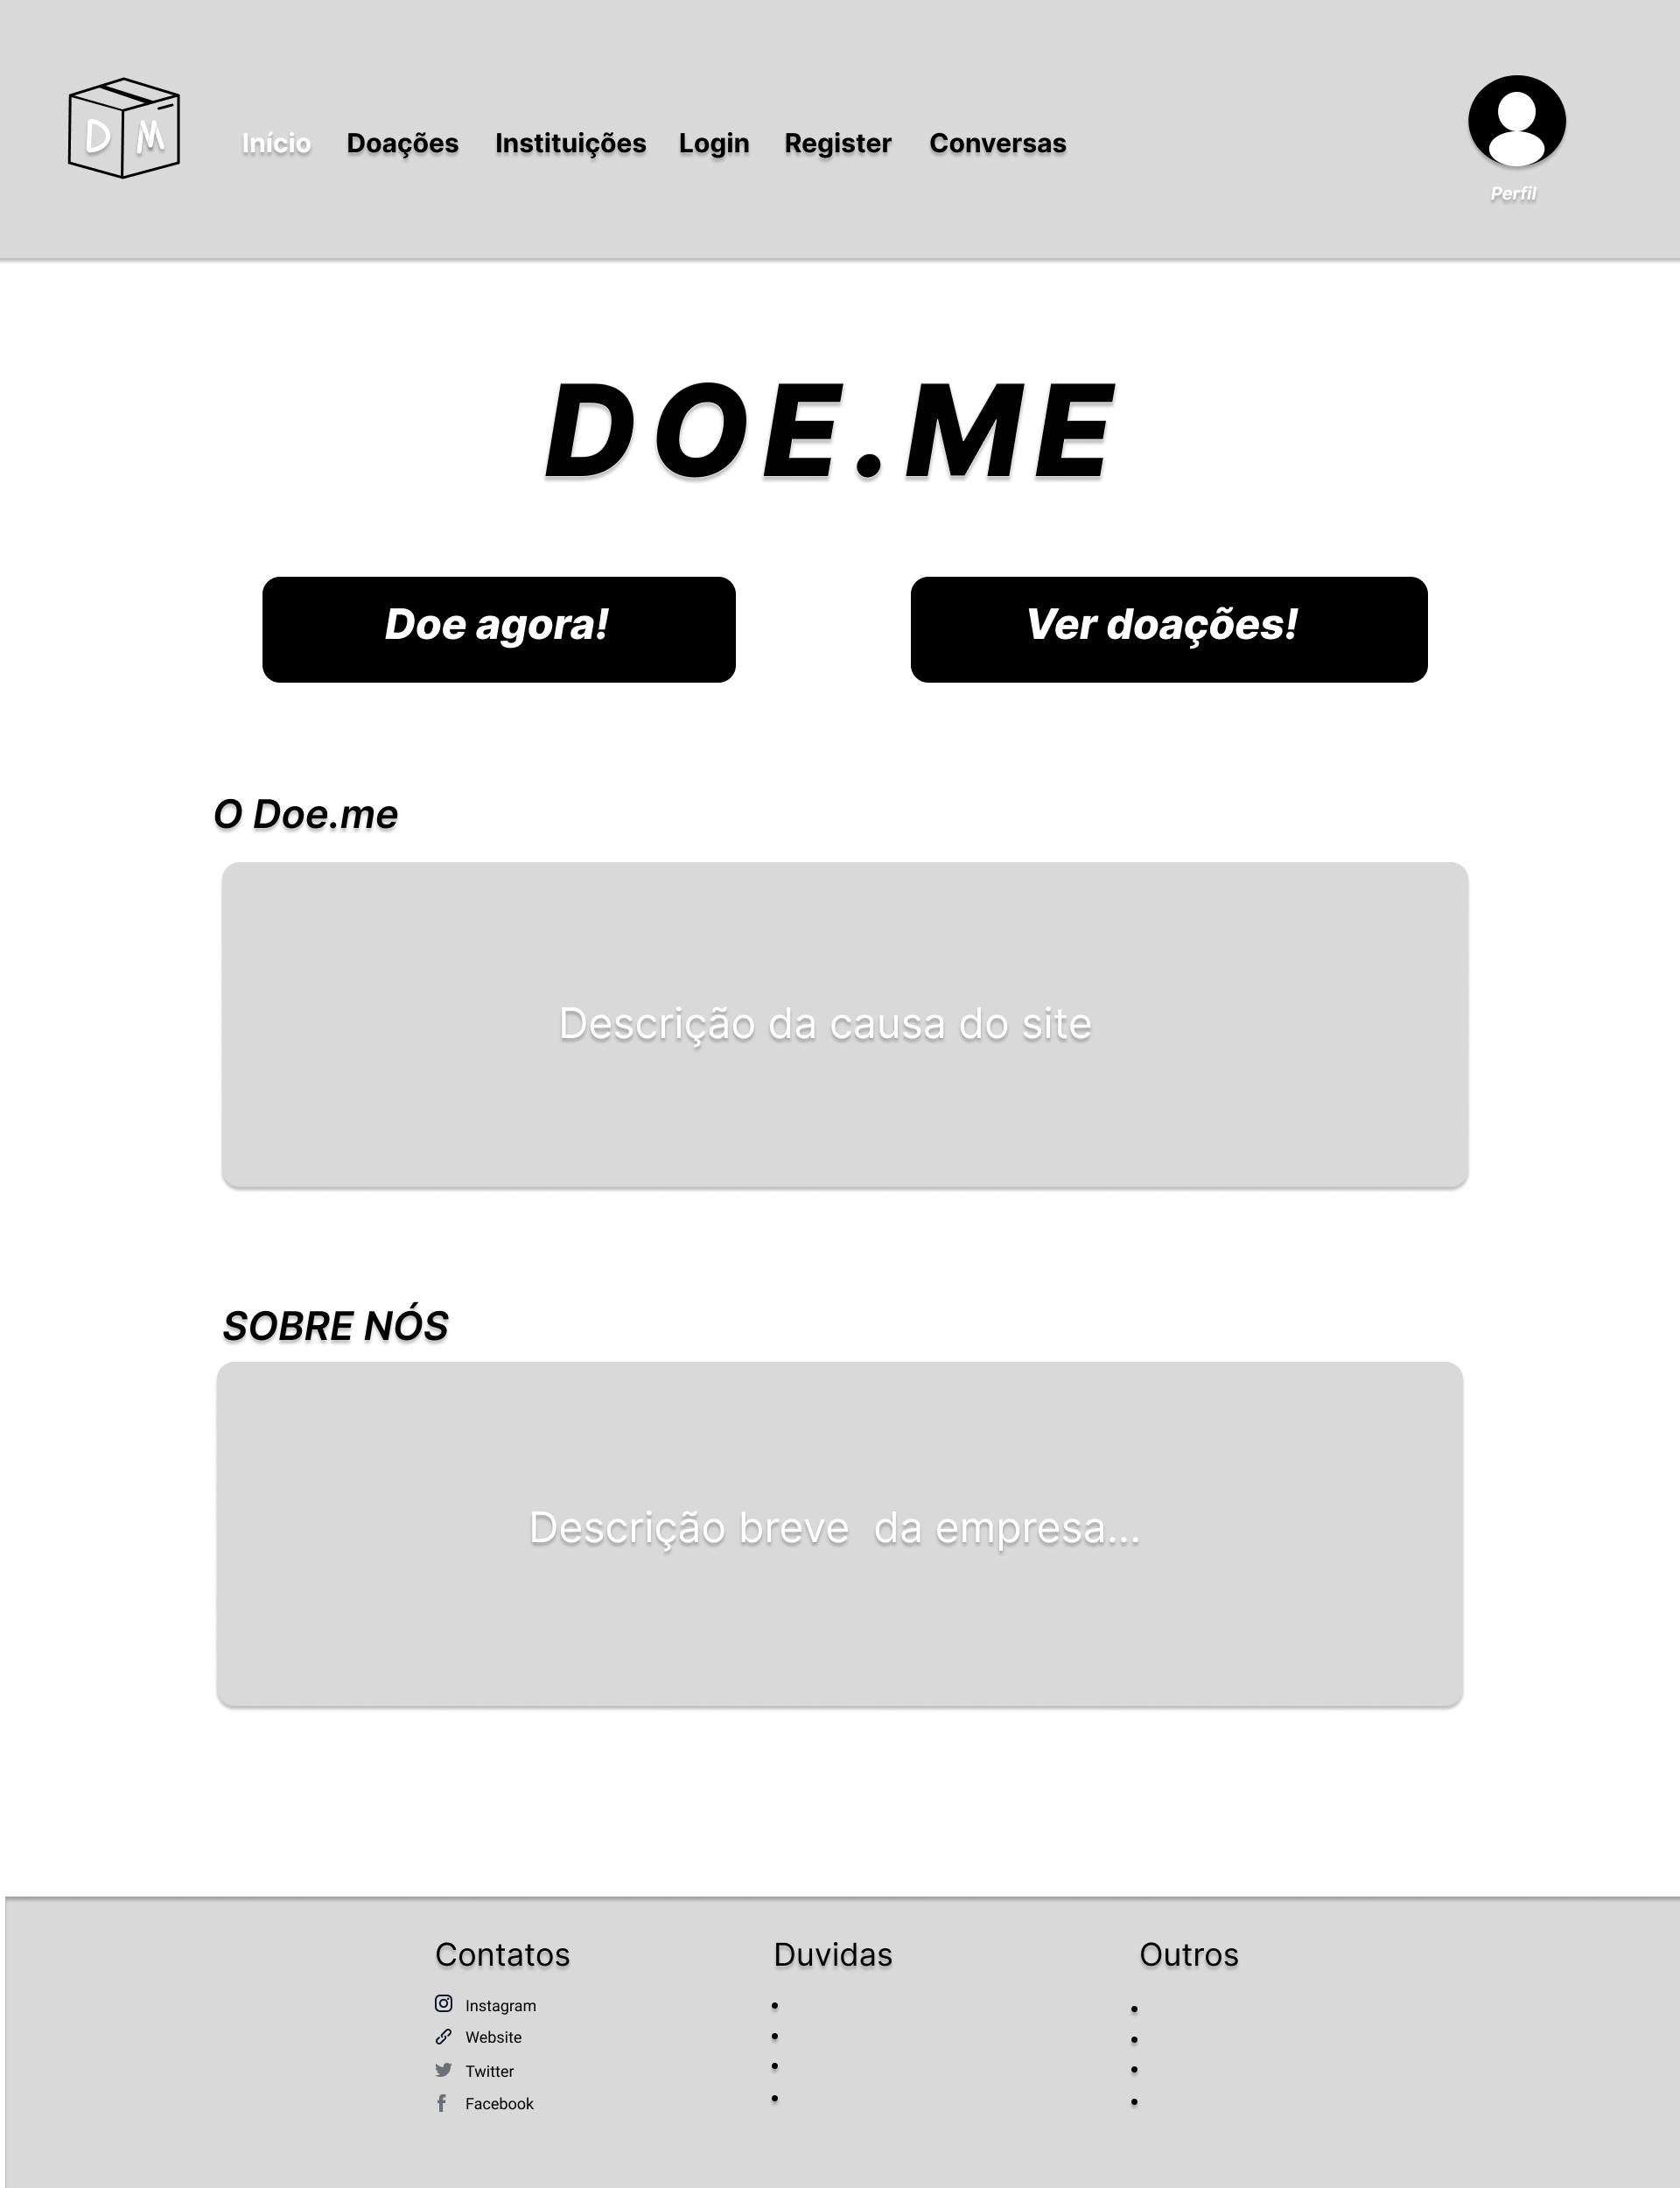 D M
Início Doações Instituições Login Register Conversas
Perfil
DOE.ME
Doe agora! Ver doações!
O Doe.me
Descrição da causa do site
SOBRE NÓS
Descrição breve  da empresa...
Contatos
Instagram
Website
Twitter
Facebook
Duvidas
Outros